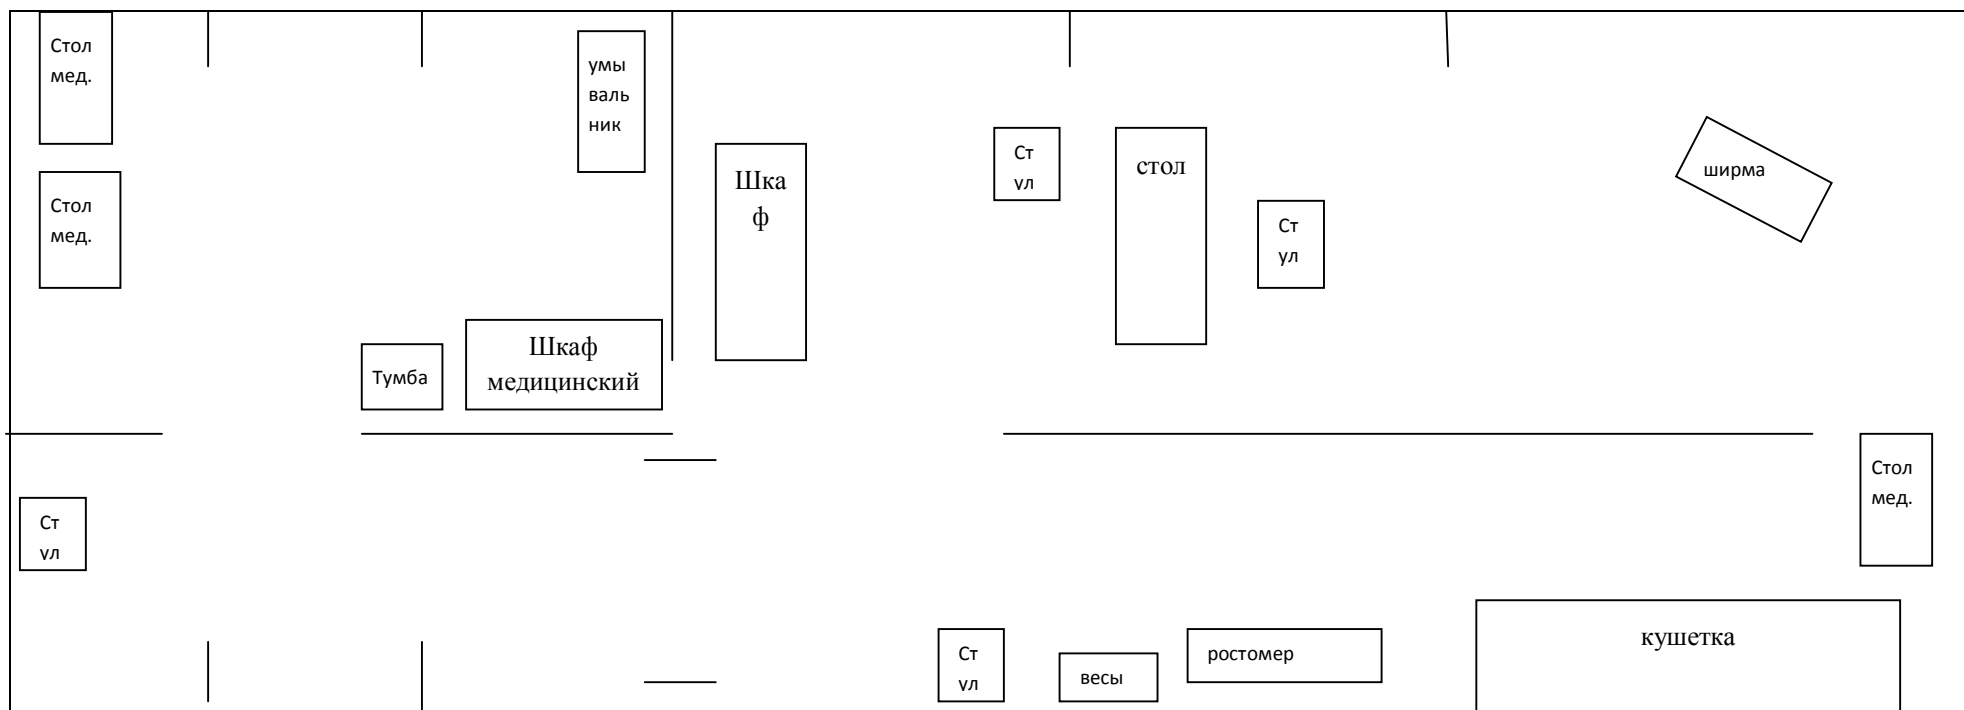 Стол
мед.
умы
валь
ник
Стол
мед.
Шка
ф
Ст
ул
стол
Ст
ул
ширма
Тумба
Шкаф
медицинский
Ст
ул
Стол
мед.
Ст
ул
весы
ростомер
кушетка